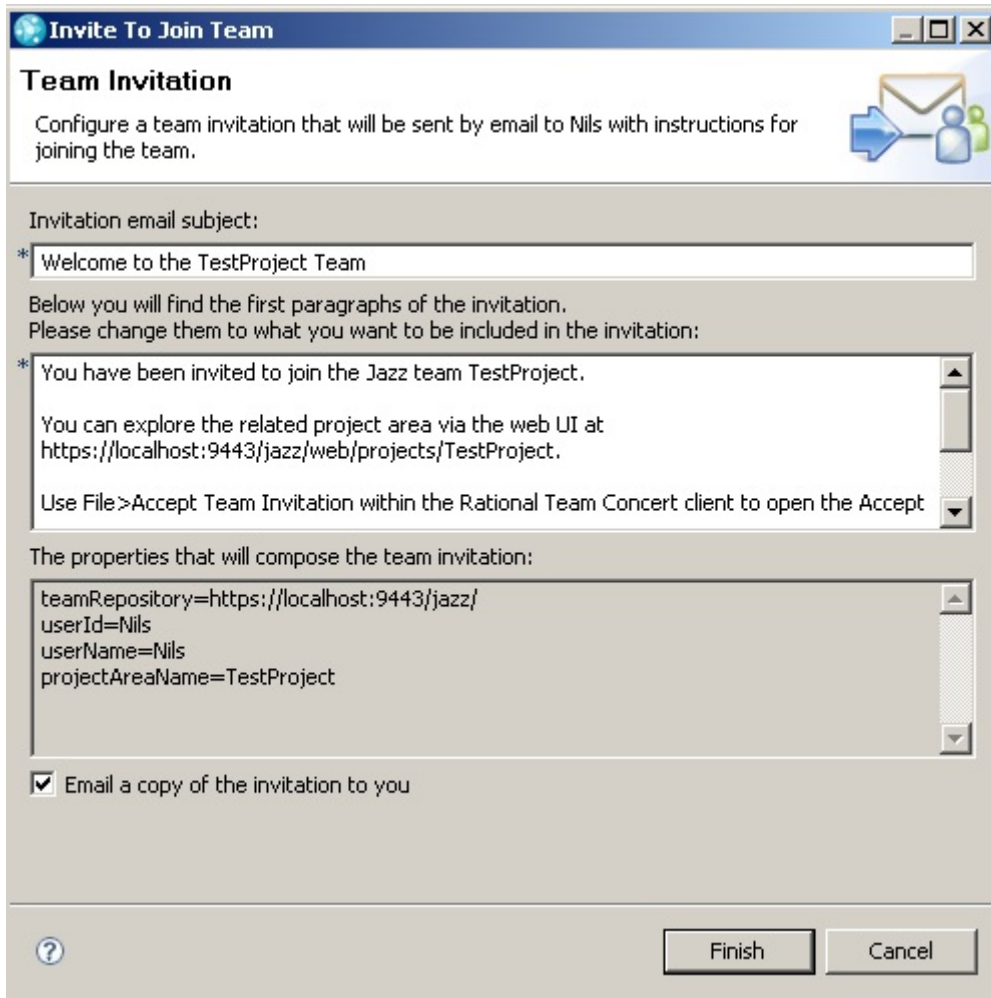 Invite To Join Team
Team Invitation
Configure a team invitation that will be sent by email to Nils with instructions for
joining the team.
Invitation email subject:
* Welcome to the TestProject Team
Below you will find the first paragraphs of the invitation.
Please change them to what you want to be included in the invitation:
* You have been invited to join the Jazz team TestProject.
You can explore the related project area via the web UI at
https://localhost:9443/jazz/web/projects/TestProject.
Use File>Accept Team Invitation within the Rational Team Concert client to open the Accept
The properties that will compose the team invitation:
teamRepository=https://localhost:9443/jazz/
userId=Nils
userName=Nils
projectAreaName=TestProject
Email a copy of the invitation to you
? Finish Cancel